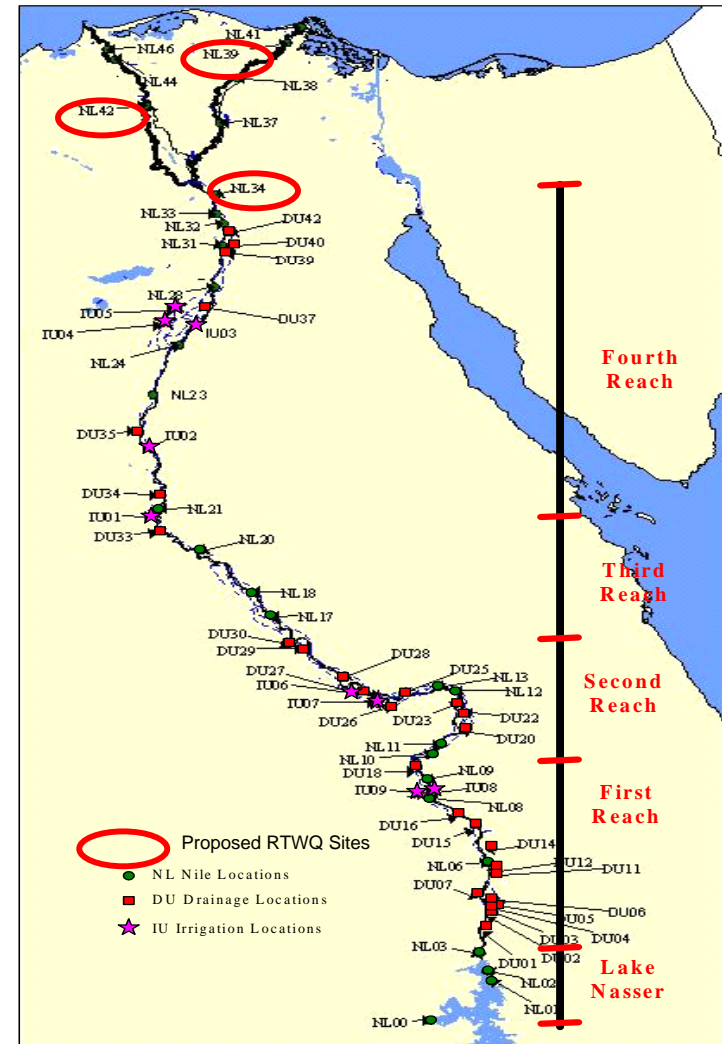 NL46
NL41
NL39
NL44
NL38
NL42
NL37
NL34
NL33
NL32
DU42
NL31
DU40
DU39
NL28
IU05
DU37
IU04
IU03
NL24
Fourth
Reach
NL23
DU35
IU02
DU34
NL21
IU01
DU33
NL20
Third
Reach
NL18
NL17
DU30
DU29
DU28
DU25
DU27
NL13
IU06
NL12
IU07
DU26
DU23
DU22
DU20
Second
Reach
NL11
NL10
DU18
NL09
IU09
IU08
NL08
First
Reach
DU16
DU15
DU14
Proposed RTWQ Sites
NL Nile Locations
DU Drainage Locations
IU Irrigation Locations
NL06
DU12
DU11
DU07
DU06
DU05
DU04
DU03
DU02
NL03
DU01
Lake
Nasser
NL02
NL01
NL00